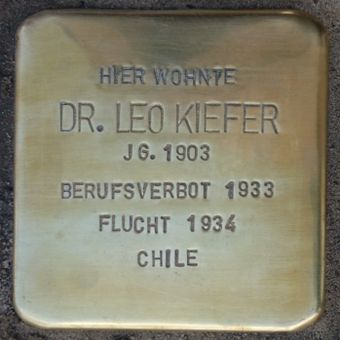 HIER WOHNTE
DR. LEO KIEFER
JG. 1903
BERUFSVERBOT 1933
FLUCHT 1934
CHILE